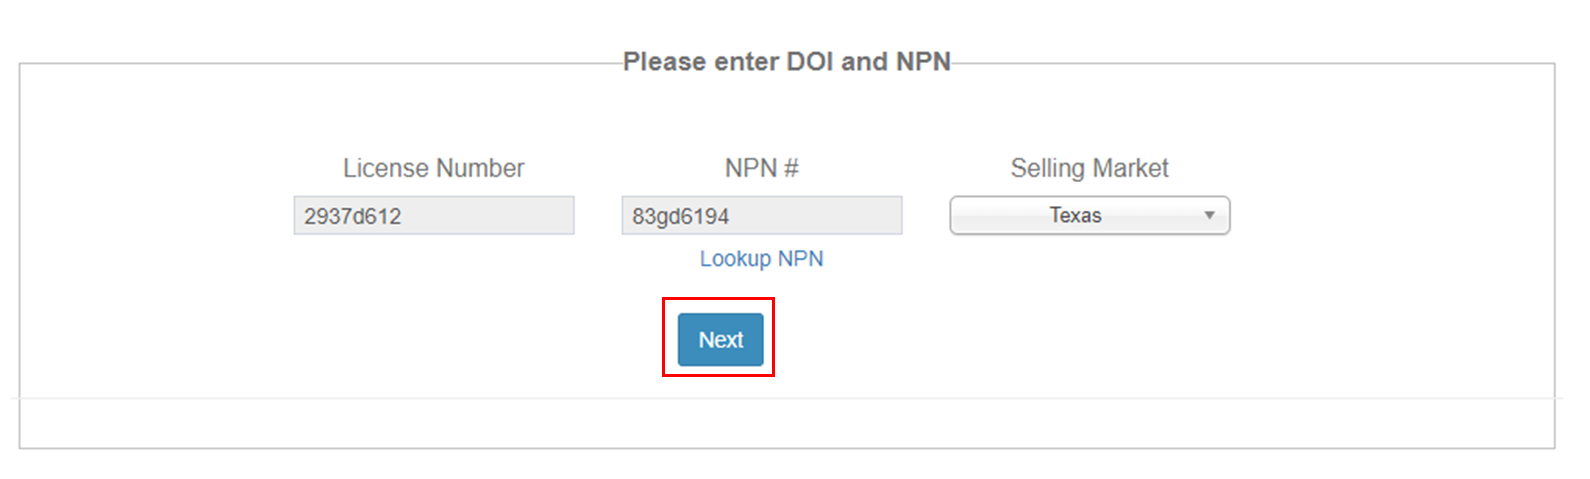 Please enter DOI and NPN
License Number NPN # Selling Market
2937d612 83gd6194 Texas
Lookup NPN
Next